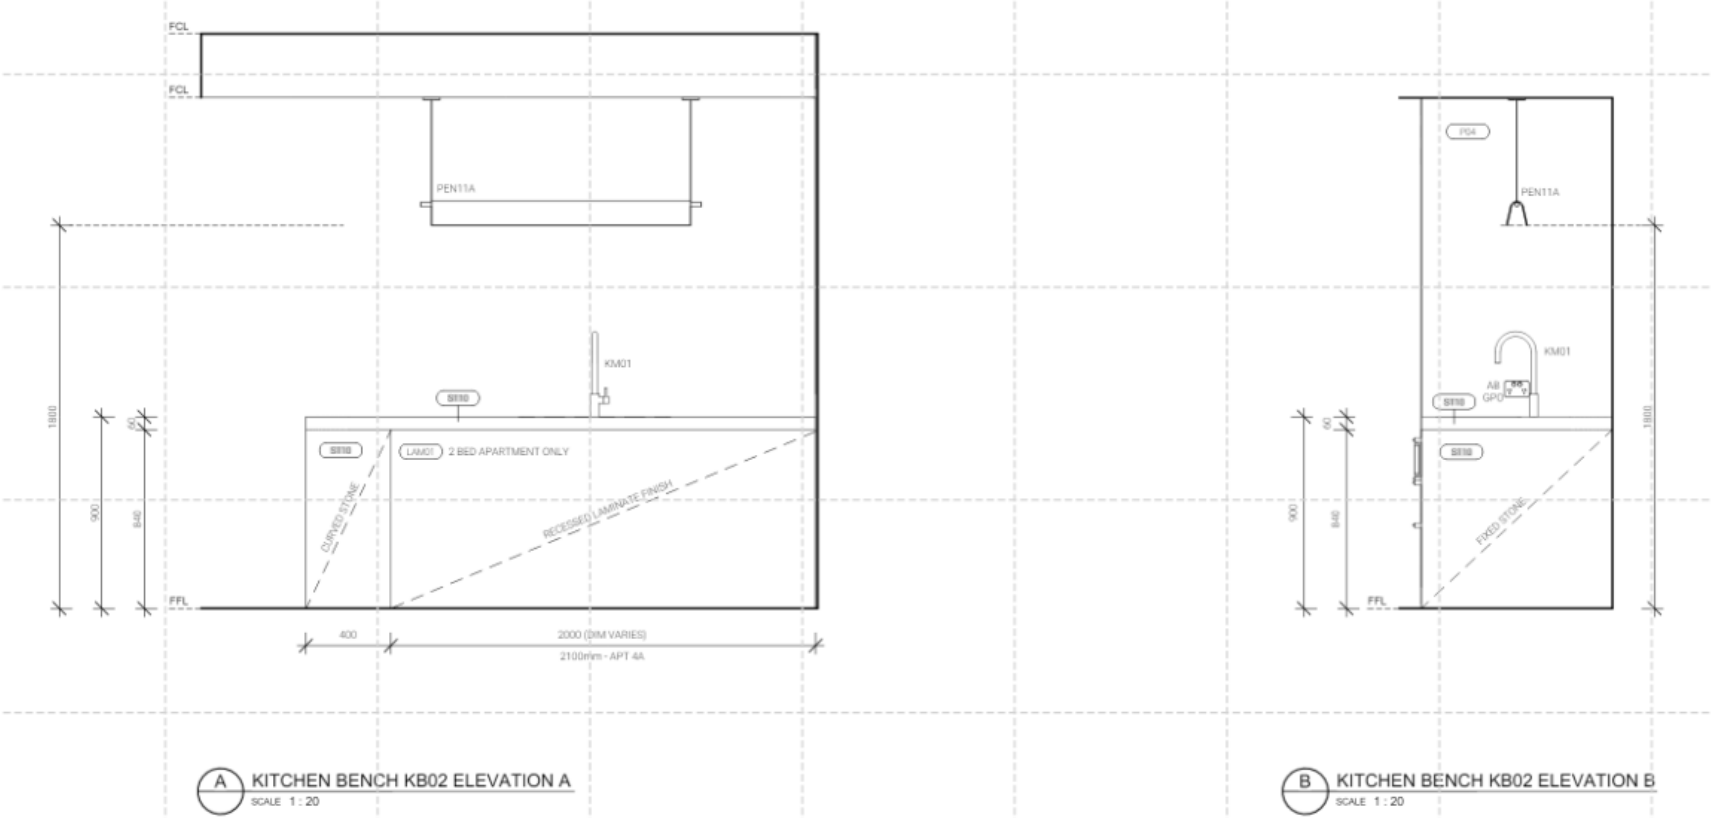 FCL
FCL
PEN11A
1800
KM01
60
ST10
ST10
LAM01 2 BED APARTMENT ONLY
CURVED STONE
RECESSED LAMINATE FINISH
900
840
FFL
400
2000 (DIM VARIES)
2100mm - APT 4A
A KITCHEN BENCH KB02 ELEVATION A
SCALE 1 : 20
P04
PEN11A
KM01
AB
GPO
ST10
60
1800
ST10
FIXED STONE
900
840
FFL
B KITCHEN BENCH KB02 ELEVATION B
SCALE 1 : 20